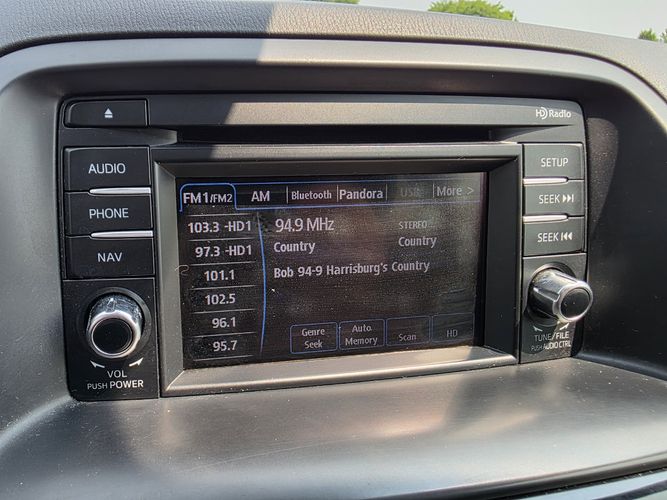 HD Radio
AUDIO
PHONE
NAV
VOL
PUSH POWER
FM1/FM2 AM Bluetooth Pandora USB More >
103.3 -HD1
97.3 -HD1
101.1
102.5
96.1
95.7
94.9 MHz STEREO
Country Country
Bob 94-9 Harrisburg's Country
Genre Seek
Auto. Memory
Scan
HD
SETUP
SEEK
SEEK
TUNE/FILE
PUSH AUDIO CTRL